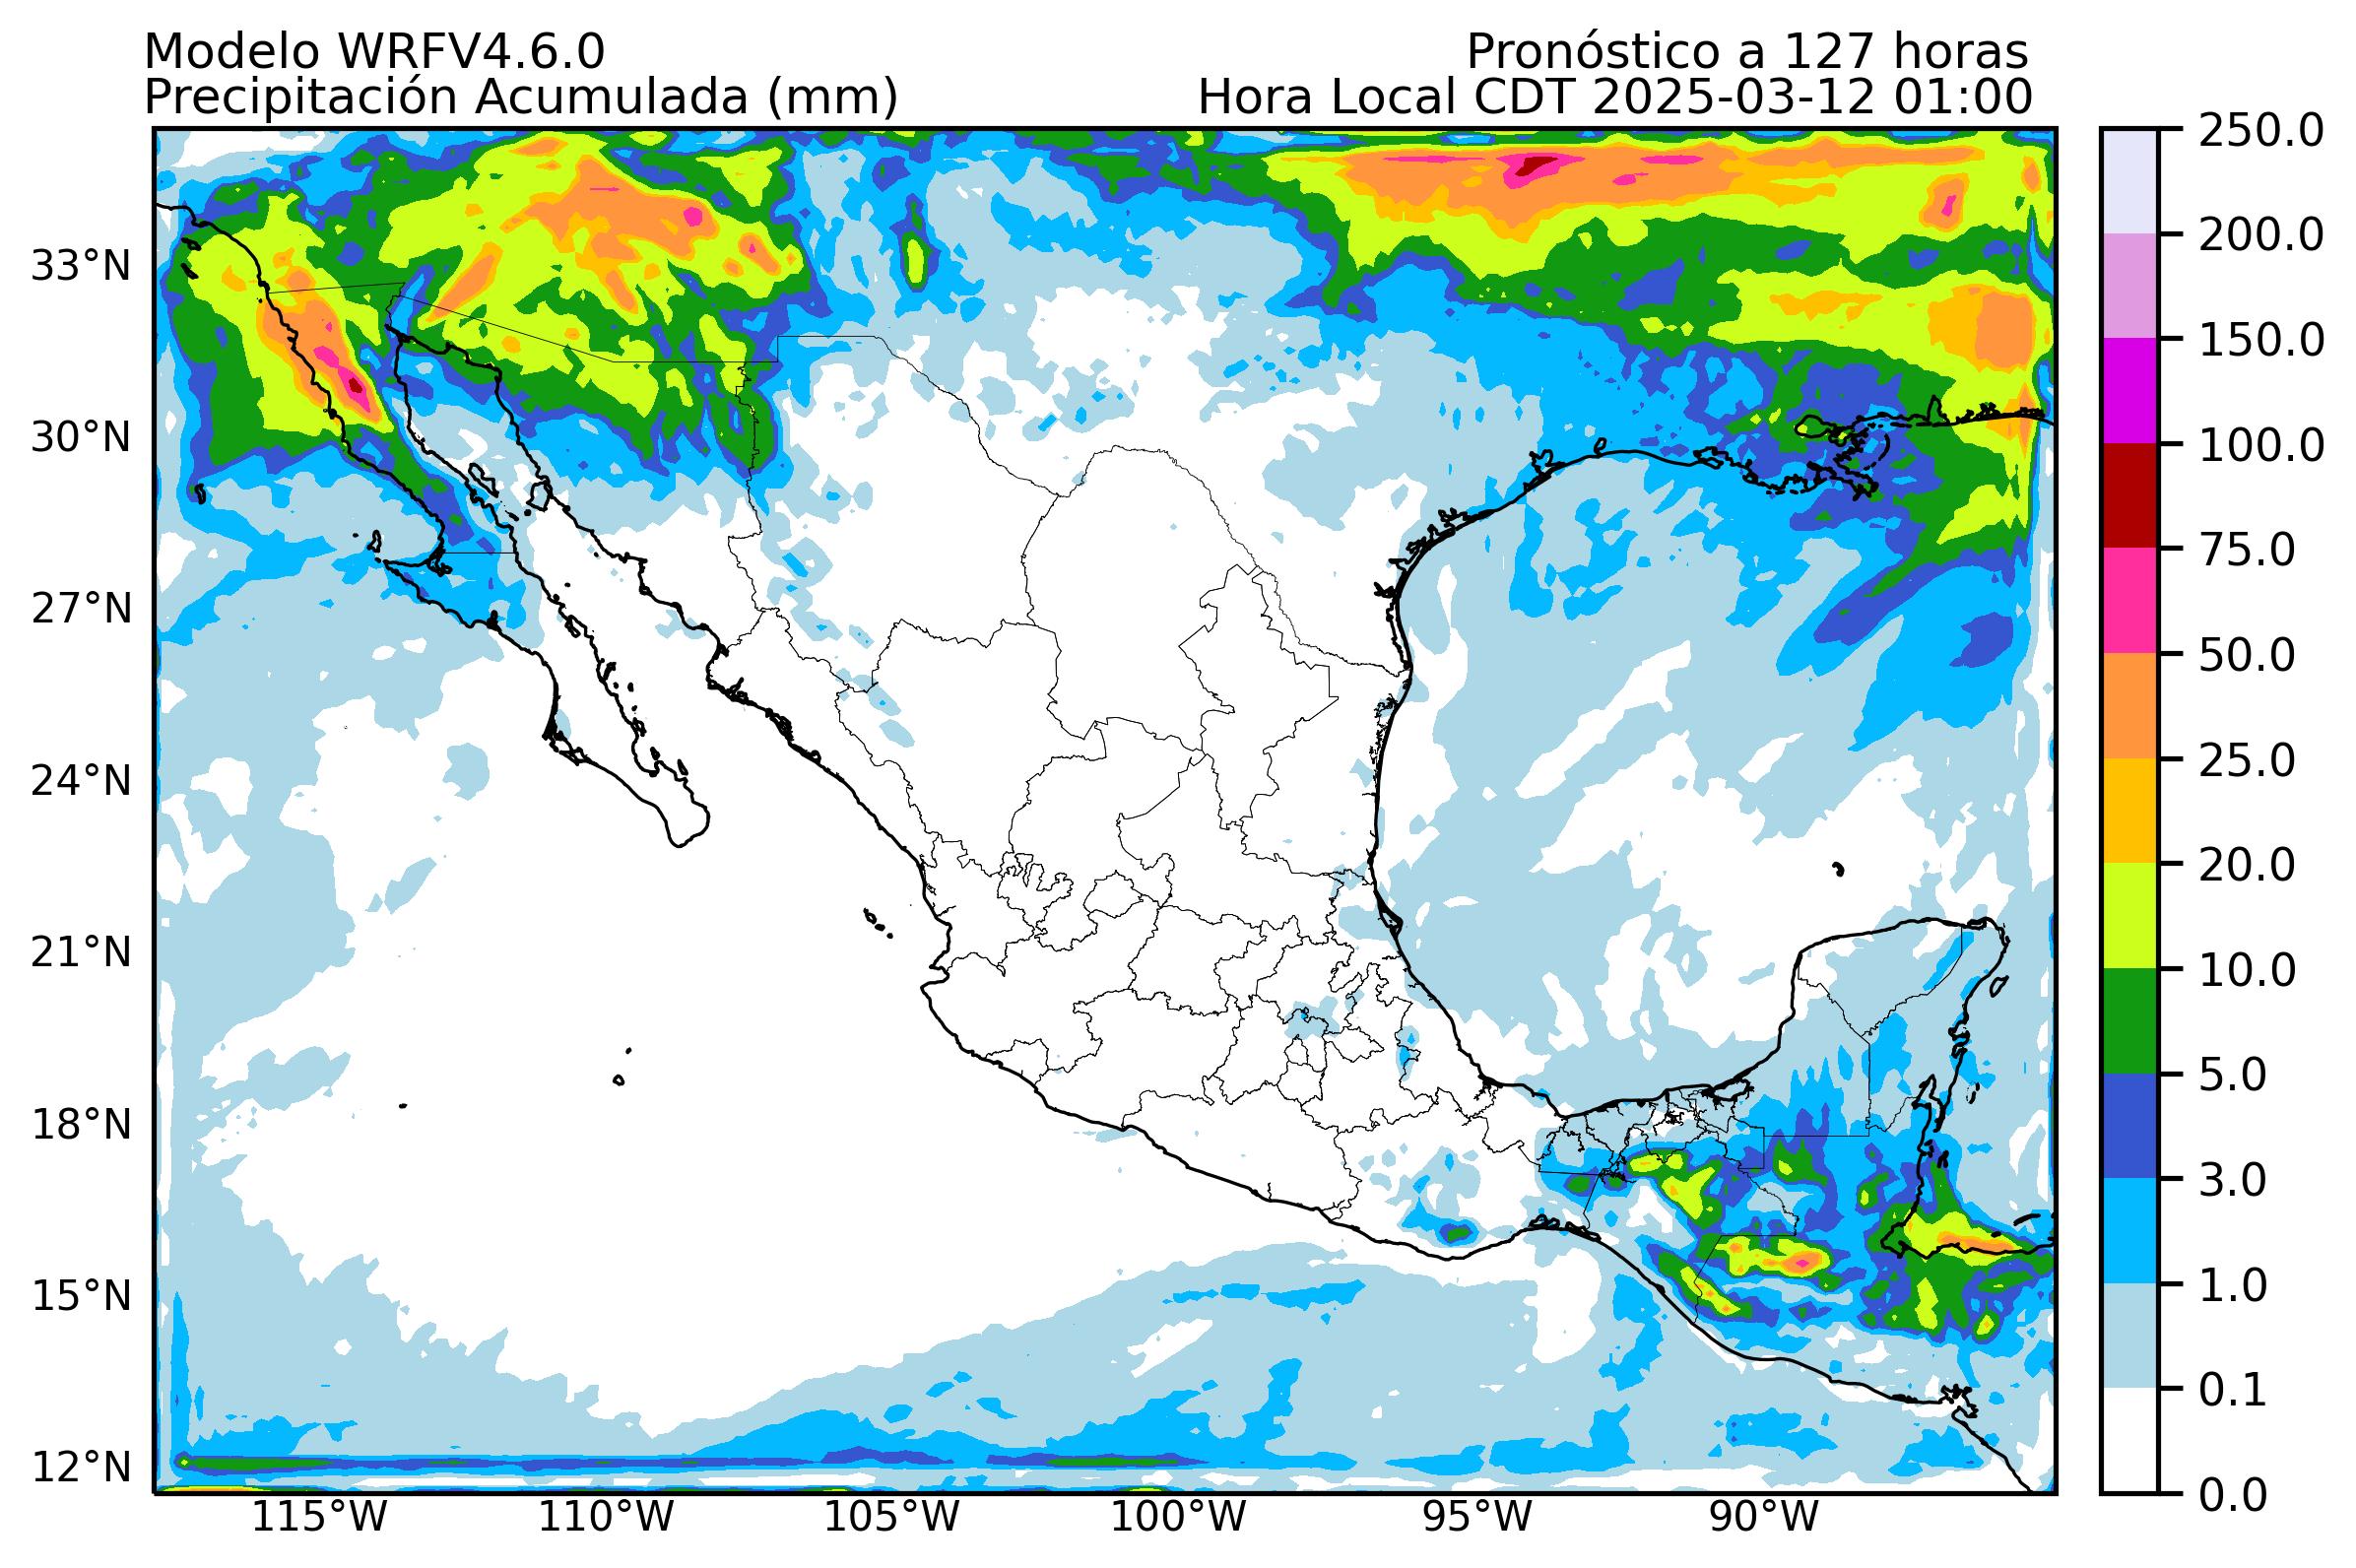 Modelo WRFV4.6.0
Pronóstico a 127 horas
Precipitación Acumulada (mm)
Hora Local CDT 2025-03-12 01:00
33°N
30°N
27°N
24°N
21°N
18°N
15°N
12°N
115°W
110°W
105°W
100°W
95°W
90°W
250.0
200.0
150.0
100.0
75.0
50.0
25.0
20.0
10.0
5.0
3.0
1.0
0.1
0.0